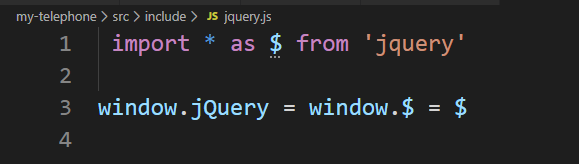 my-telephone > src > include > JS jquery.js
1 import * as $ from 'jquery'
2
3 window.jQuery = window.$ = $
4